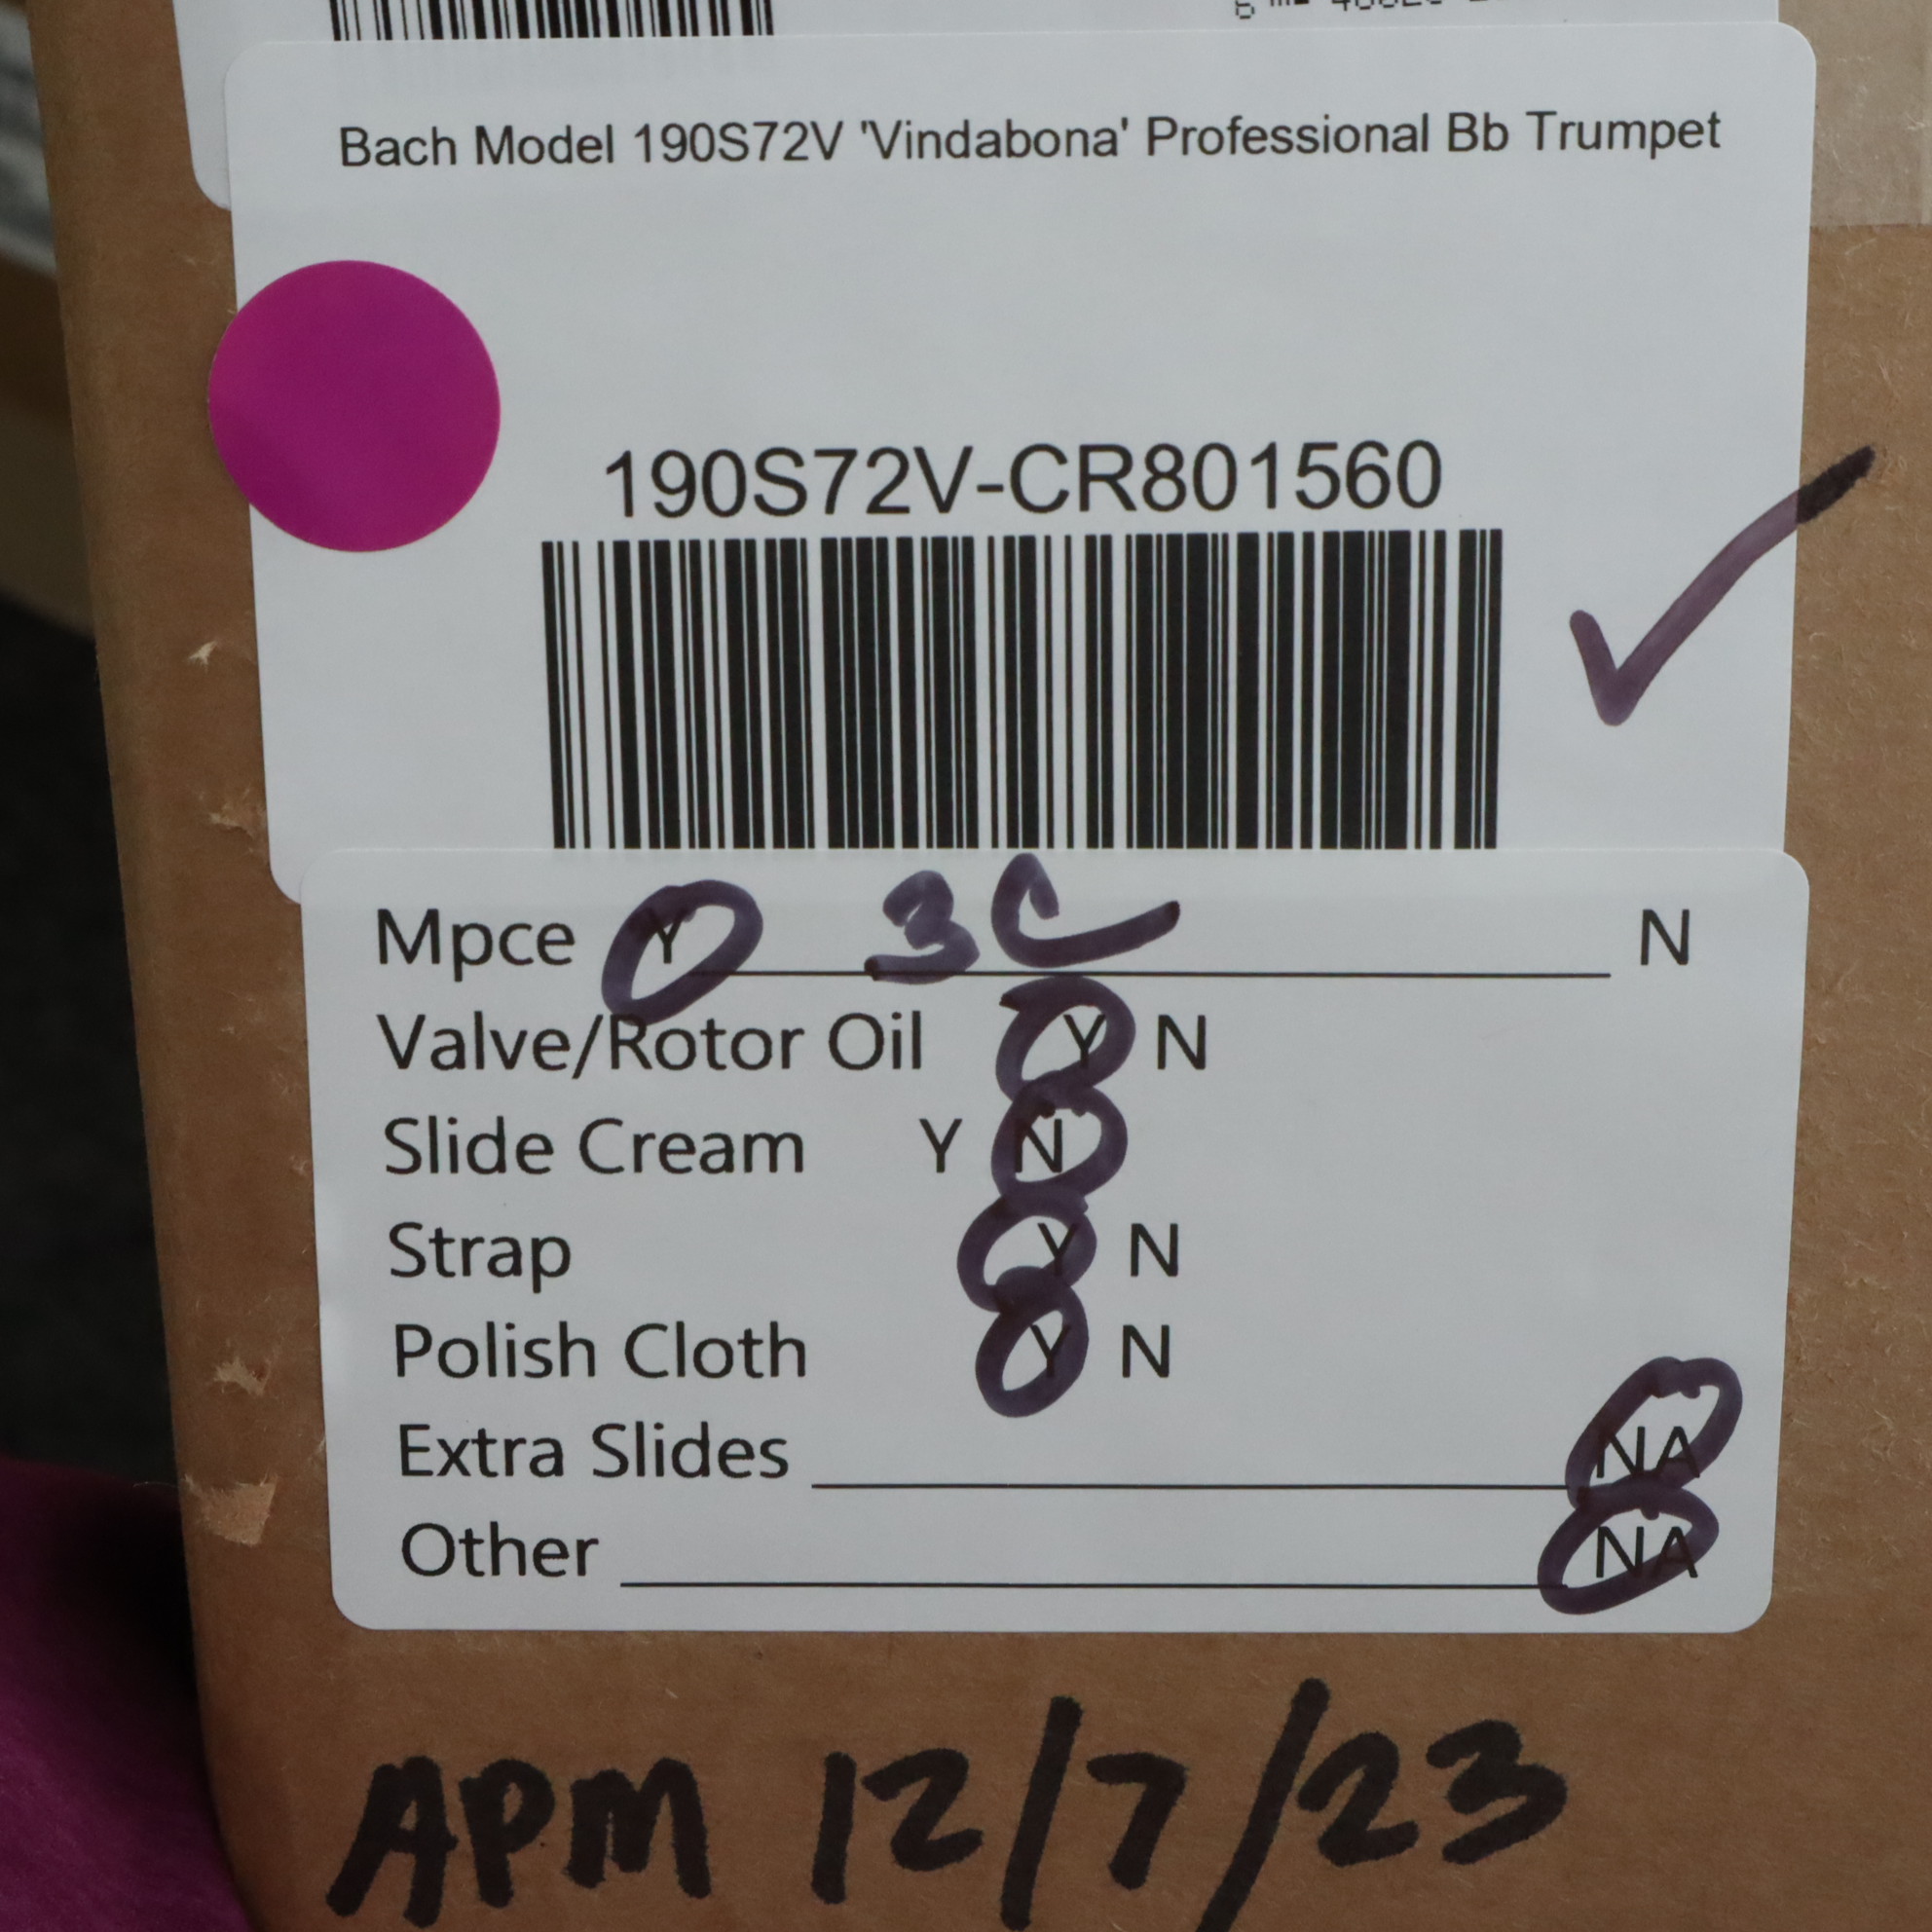 Bach Model 190S72V 'Vindabona' Professional Bb Trumpet
190S72V-CR801560
Mpce Y 3C N
Valve/Rotor Oil Y N
Slide Cream Y N
Strap Y N
Polish Cloth Y N
Extra Slides NA
Other NA
APM 12/7/23